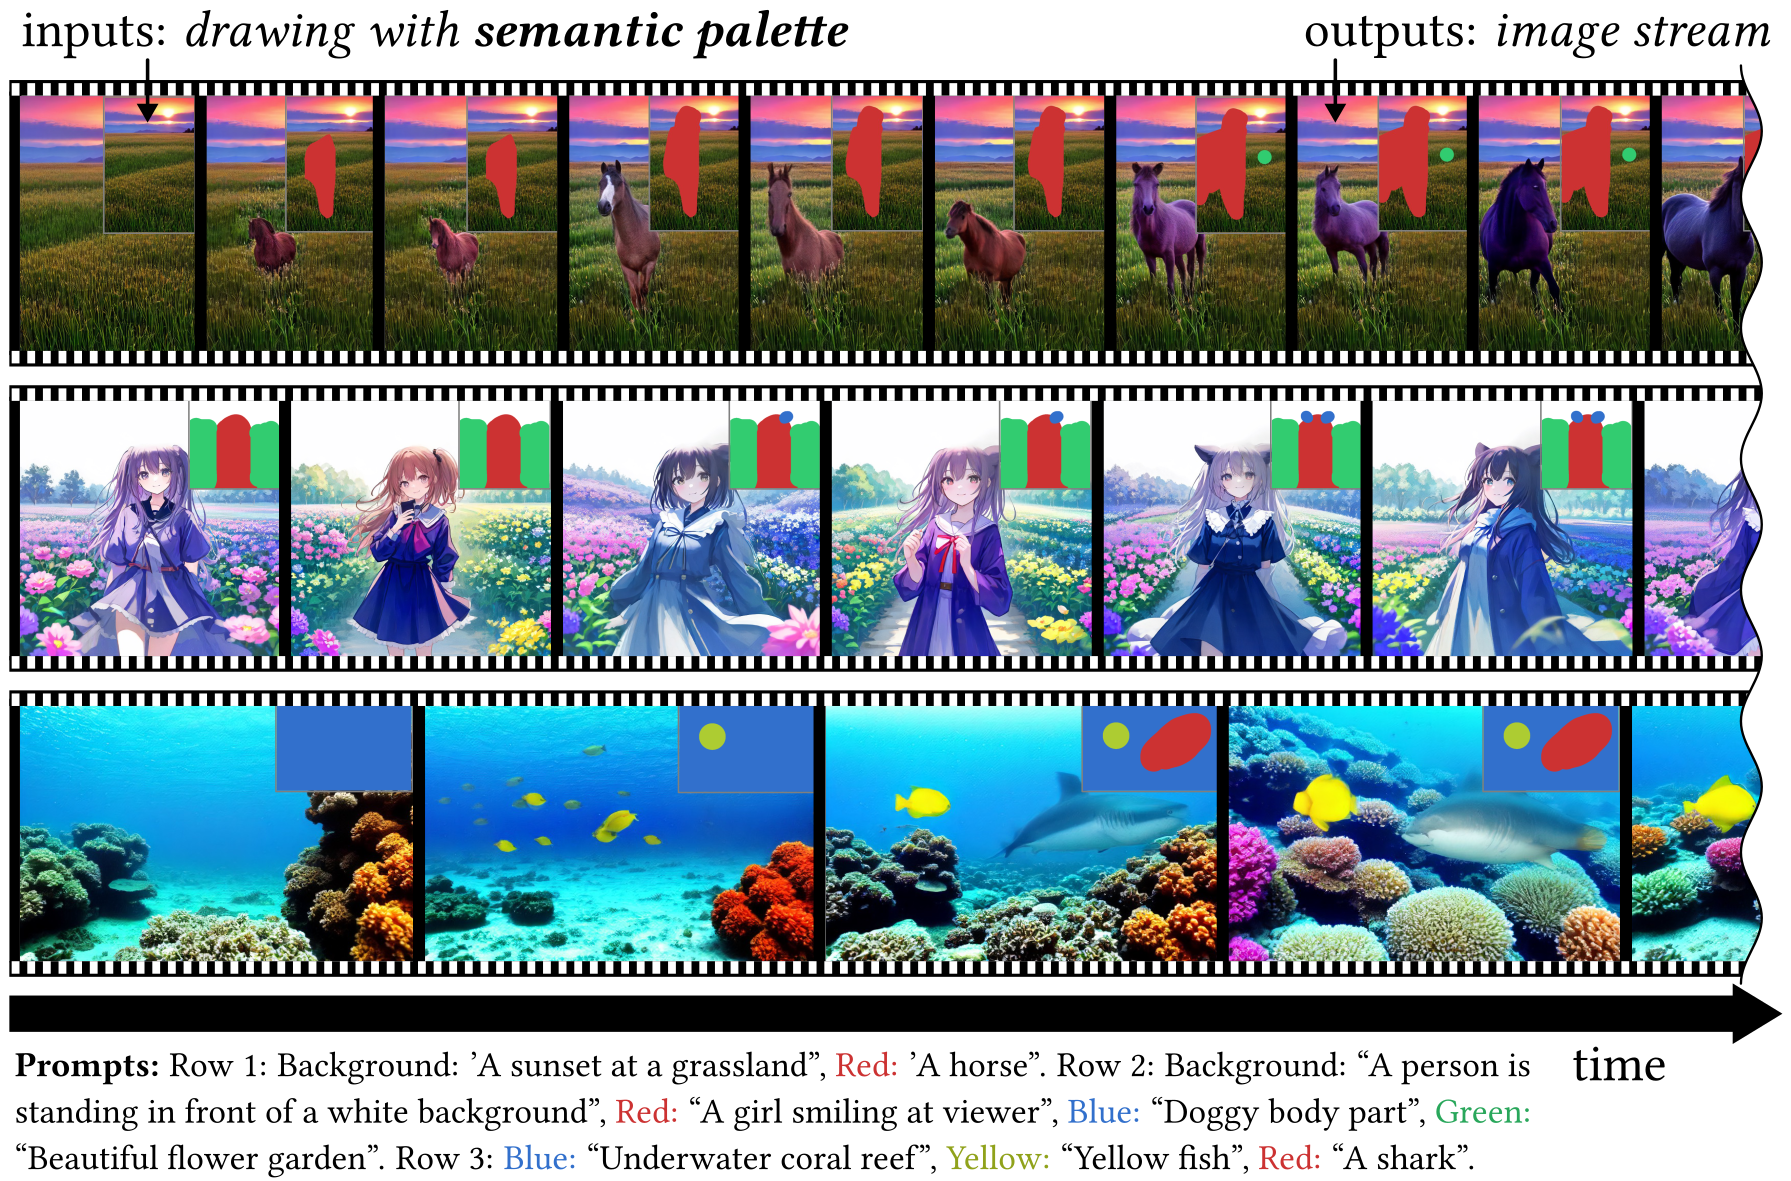 inputs: drawing with semantic palette
outputs: image stream
time
Prompts: Row 1: Background: ’A sunset at a grassland”, Red: ’A horse”. Row 2: Background: “A person is
standing in front of a white background”, Red: “A girl smiling at viewer”, Blue: “Doggy body part”, Green:
“Beautiful flower garden”. Row 3: Blue: “Underwater coral reef”, Yellow: “Yellow fish”, Red: “A shark”.